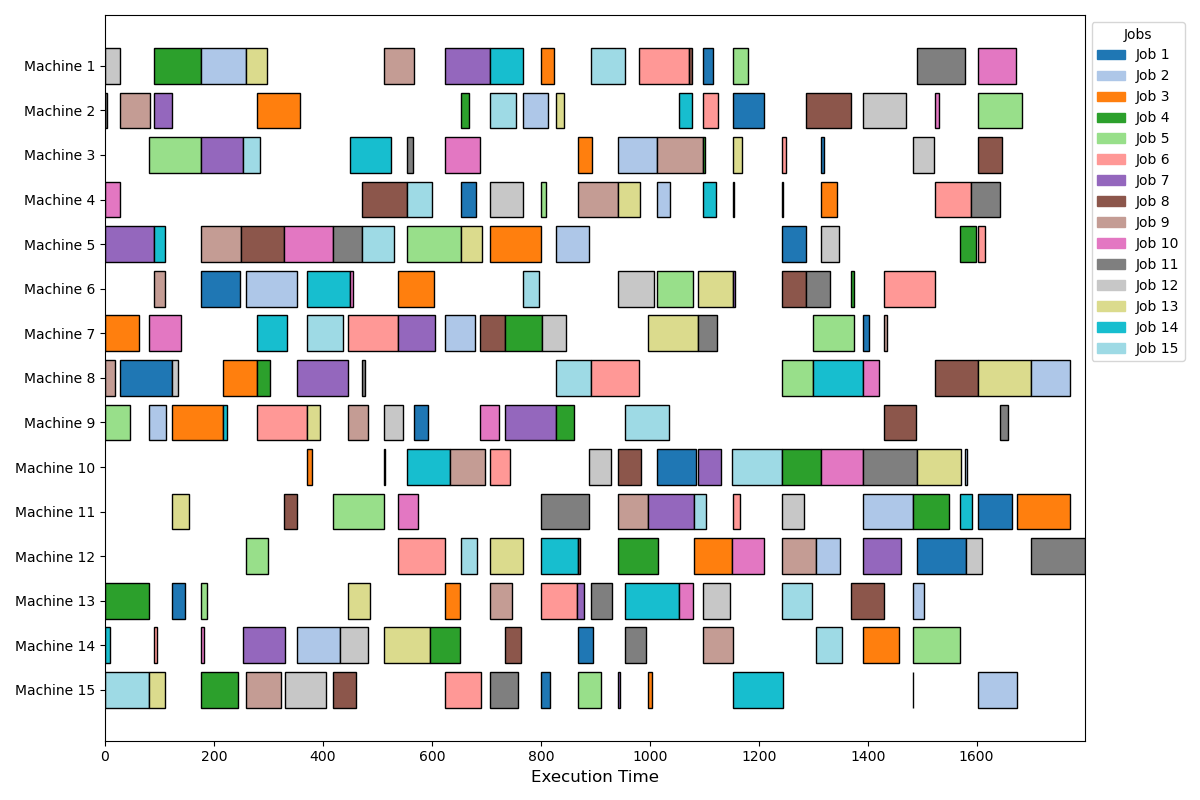 Machine 1
Machine 2
Machine 3
Machine 4
Machine 5
Machine 6
Machine 7
Machine 8
Machine 9
Machine 10
Machine 11
Machine 12
Machine 13
Machine 14
Machine 15
0 200 400 600 800 1000 1200 1400 1600
Execution Time
Jobs
Job 1
Job 2
Job 3
Job 4
Job 5
Job 6
Job 7
Job 8
Job 9
Job 10
Job 11
Job 12
Job 13
Job 14
Job 15